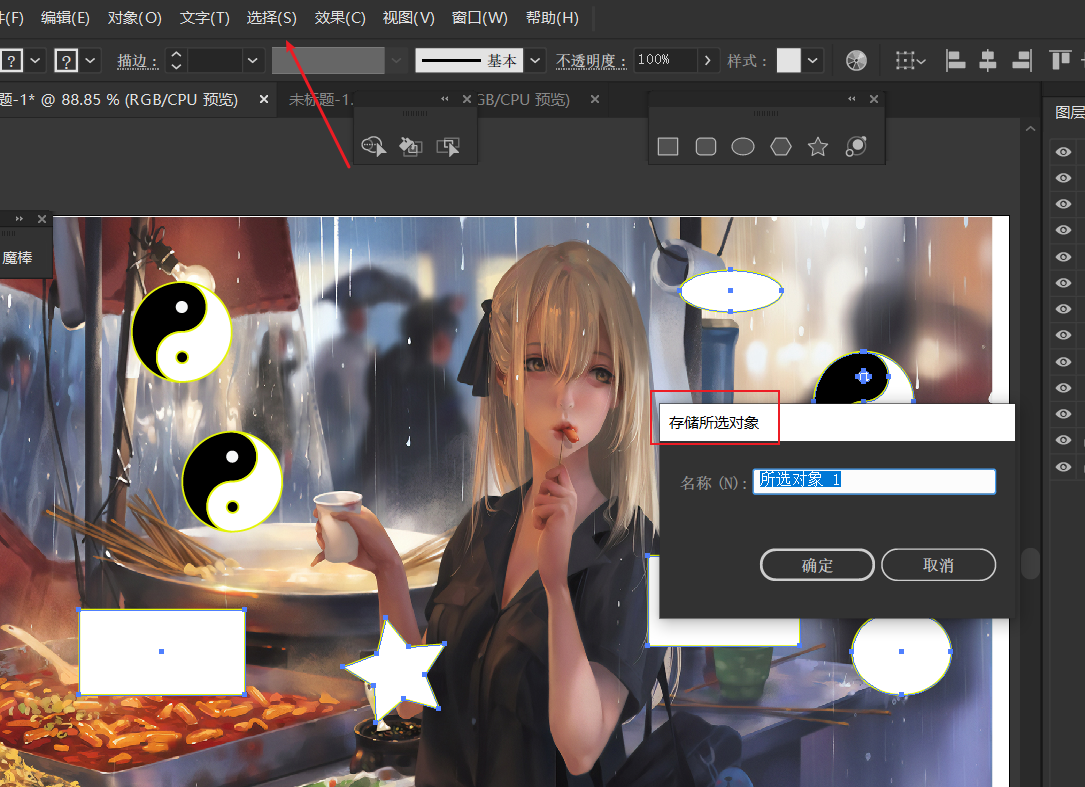 件(F) 编辑(E) 对象(O) 文字(T) 选择(S) 效果(C) 视图(V) 窗口(W) 帮助(H)
? ? 描边： 基本 不透明度： 100% 样式：
题-1* @ 88.85 % (RGB/CPU 预览) × 未标题-1. GB/CPU 预览) ×
图层
魔棒
存储所选对象
名称 (N)： 所选对象 1
确定 取消